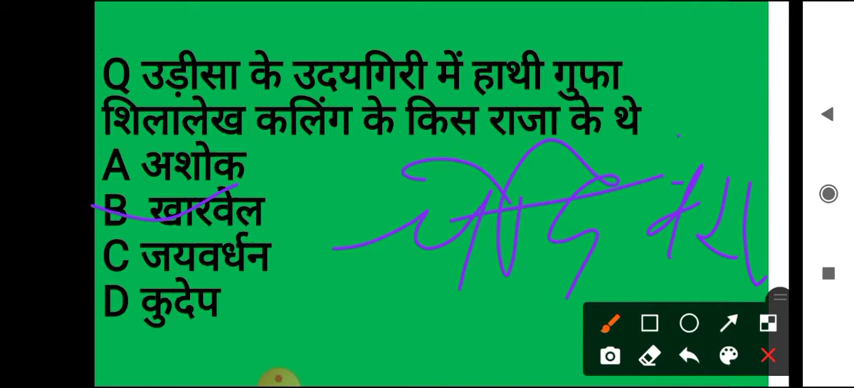 Q उड़ीसा के उदयगिरी में हाथी गुफा
शिलालेख कलिंग के किस राजा के थे
A अशोक
B खारवेल
C जयवर्धन
D कुदेप